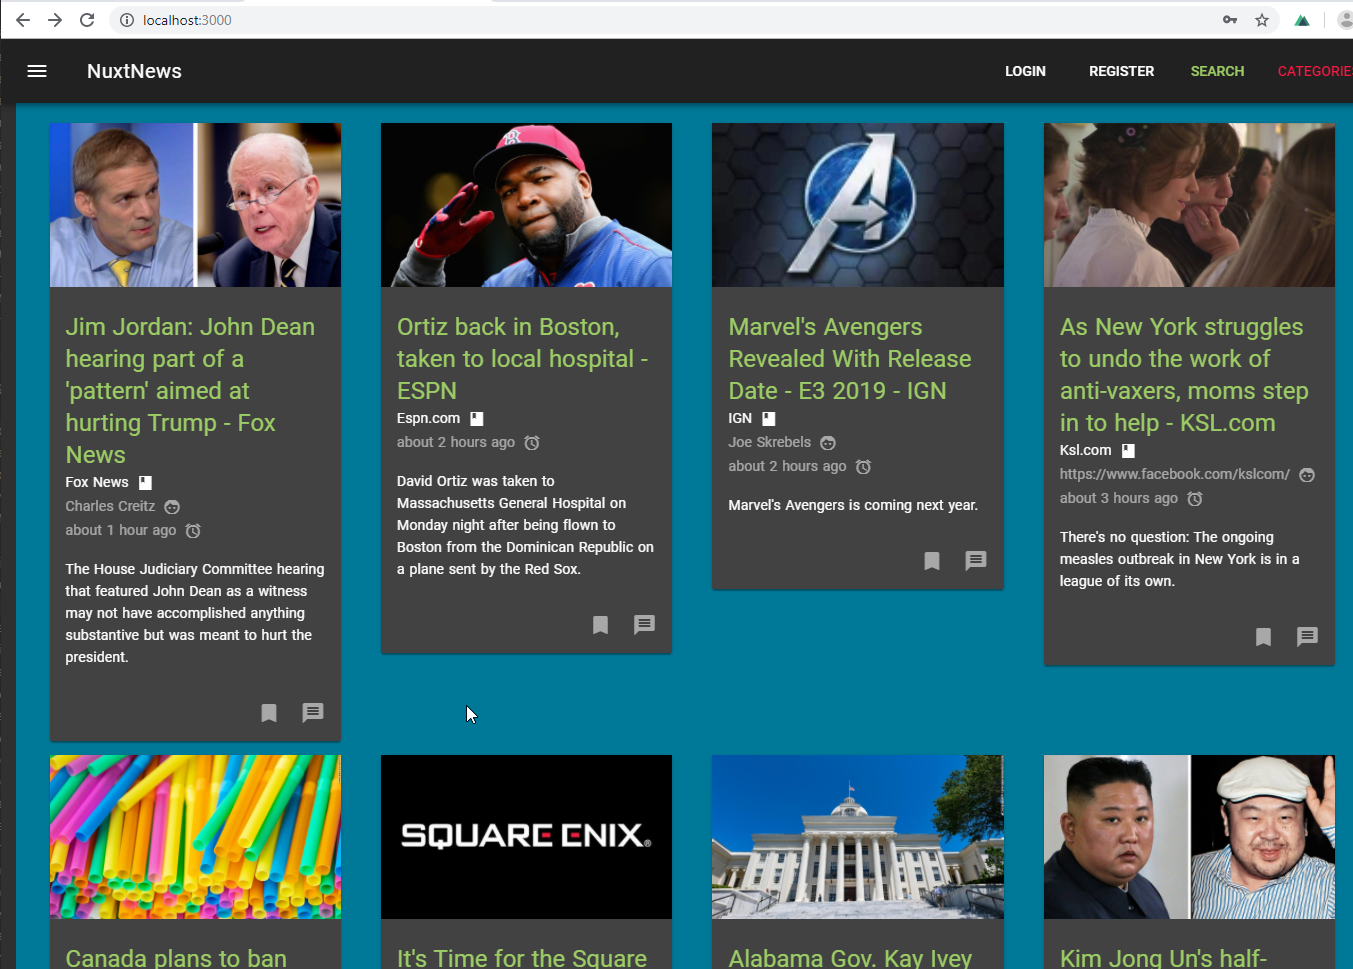 localhost:3000
NuxtNews
LOGIN
REGISTER
SEARCH
CATEGORIE
Jim Jordan: John Dean
hearing part of a
'pattern' aimed at
hurting Trump - Fox
News
Fox News
Charles Creitz
about 1 hour ago
The House Judiciary Committee hearing
that featured John Dean as a witness
may not have accomplished anything
substantive but was meant to hurt the
president.
Ortiz back in Boston,
taken to local hospital -
ESPN
Espn.com
about 2 hours ago
David Ortiz was taken to
Massachusetts General Hospital on
Monday night after being flown to
Boston from the Dominican Republic on
a plane sent by the Red Sox.
Marvel's Avengers
Revealed With Release
Date - E3 2019 - IGN
IGN
Joe Skrebels
about 2 hours ago
Marvel's Avengers is coming next year.
As New York struggles
to undo the work of
anti-vaxers, moms step
in to help - KSL.com
Ksl.com
https://www.facebook.com/kslcom/
about 3 hours ago
There's no question: The ongoing
measles outbreak in New York is in a
league of its own.
Canada plans to ban
SQUARE ENIX®
It's Time for the Square
Alabama Gov. Kay Ivey
Kim Jong Un's half-